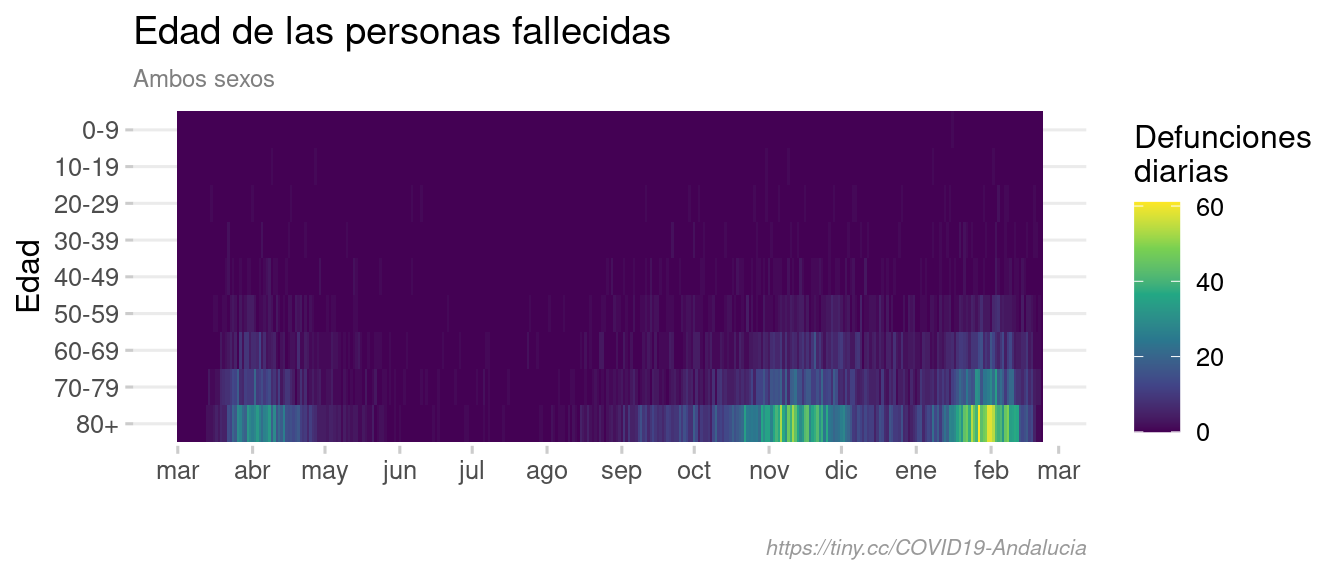 Edad de las personas fallecidas
Ambos sexos
Edad
0-9
10-19
20-29
30-39
40-49
50-59
60-69
70-79
80+
mar abr may jun jul ago sep oct nov dic ene feb mar
Defunciones
diarias
60
40
20
0
https://tiny.cc/COVID19-Andalucia